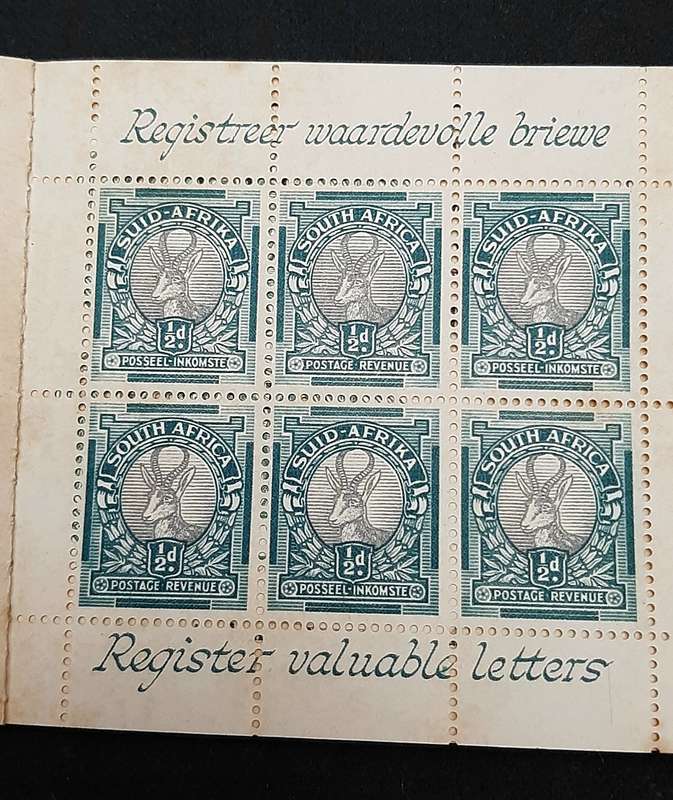 Registreer waardevolle briewe
SUID-AFRIKA
½d.
POSSEEL-INKOMSTE
SOUTH AFRICA
½d.
POSTAGE REVENUE
SUID-AFRIKA
½d.
POSSEEL-INKOMSTE
SOUTH AFRICA
½d.
POSTAGE REVENUE
SUID-AFRIKA
½d.
POSSEEL-INKOMSTE
SOUTH AFRICA
½d.
POSTAGE REVENUE
Register valuable letters